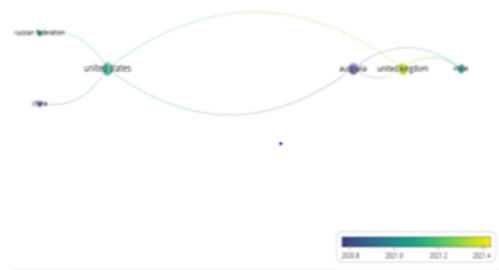 russian federation
united states
australia
united kingdom
china
2020.8 2021.0 2021.2 2021.4